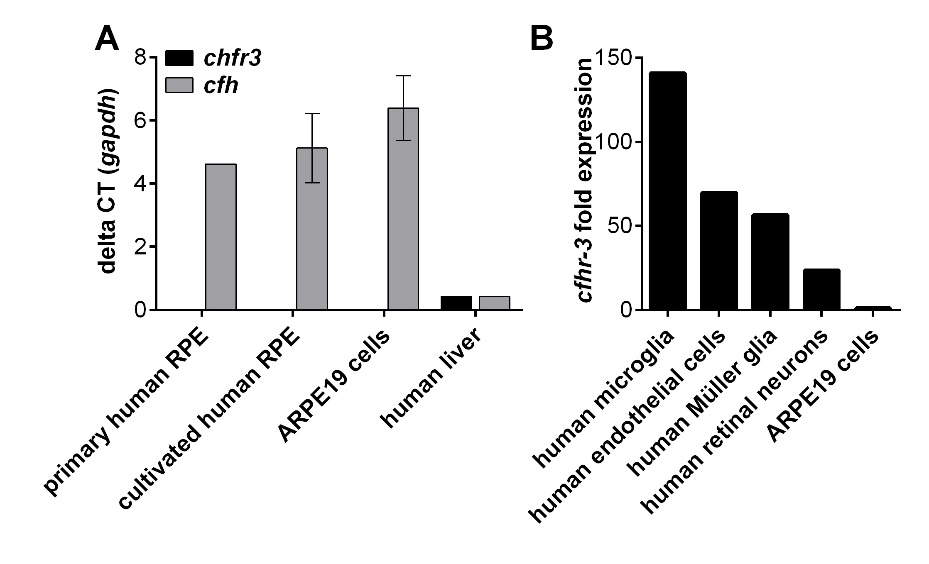 A
chfr3
cfh
delta CT (gapdh)
8
6
4
2
0
primary human RPE
cultivated human RPE
ARPE19 cells
human liver
B
cfhr-3 fold expression
150
100
50
0
human microglia
human endothelial cells
human Müller glia
human retinal neurons
ARPE19 cells